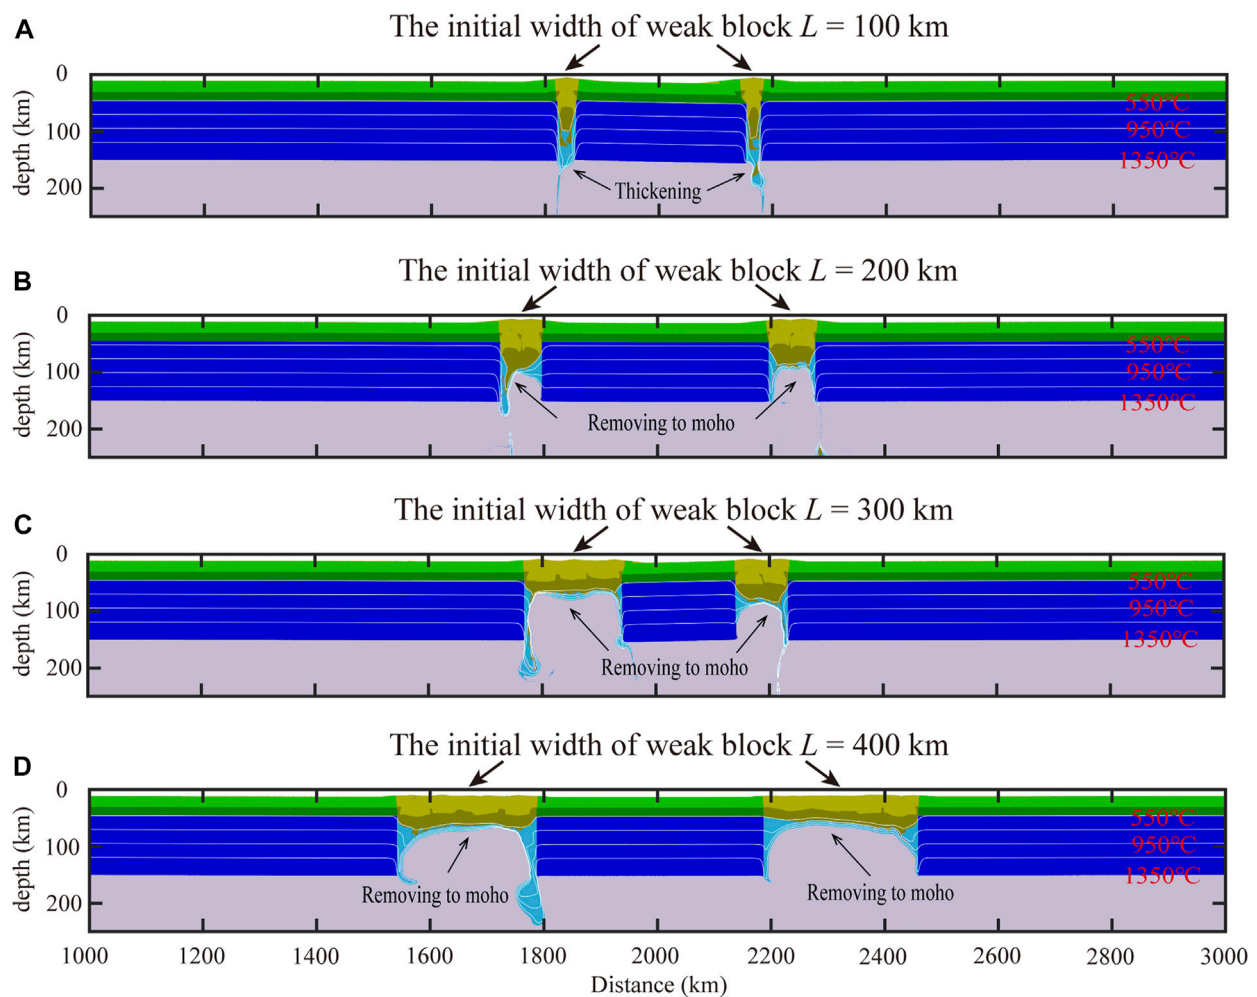 A
The initial width of weak block L = 100 km
0
100
200
depth (km)
550°C
950°C
1350°C
Thickening
B
The initial width of weak block L = 200 km
0
100
200
depth (km)
550°C
950°C
1350°C
Removing to moho
C
The initial width of weak block L = 300 km
0
100
200
depth (km)
550°C
950°C
1350°C
Removing to moho
D
The initial width of weak block L = 400 km
0
100
200
depth (km)
550°C
950°C
1350°C
Removing to moho
Removing to moho
1000 1200 1400 1600 1800 2000 2200 2400 2600 2800 3000
Distance (km)